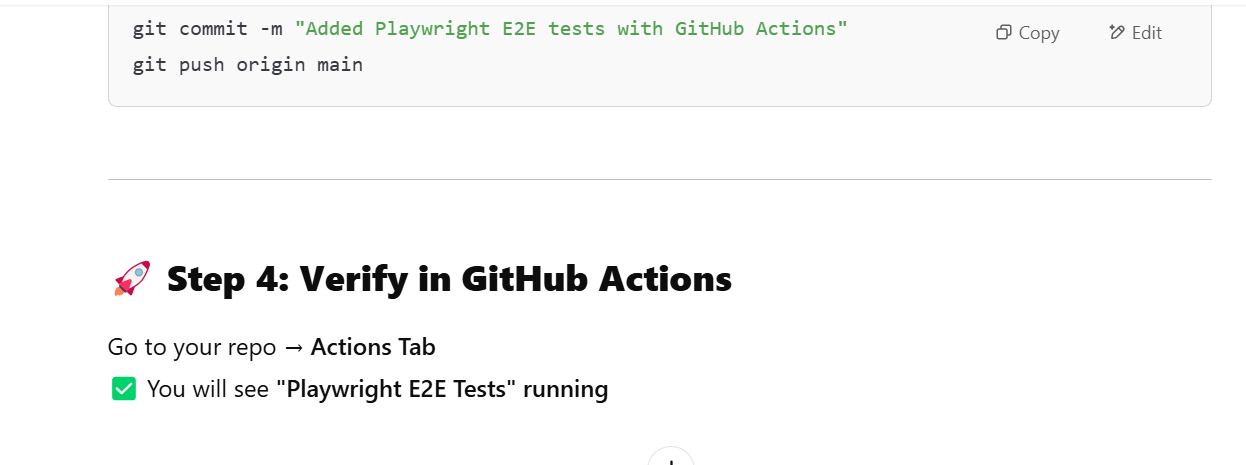 git commit -m "Added Playwright E2E tests with GitHub Actions"
Copy
Edit
git push origin main
🚀 Step 4: Verify in GitHub Actions
Go to your repo → Actions Tab
✅ You will see "Playwright E2E Tests" running